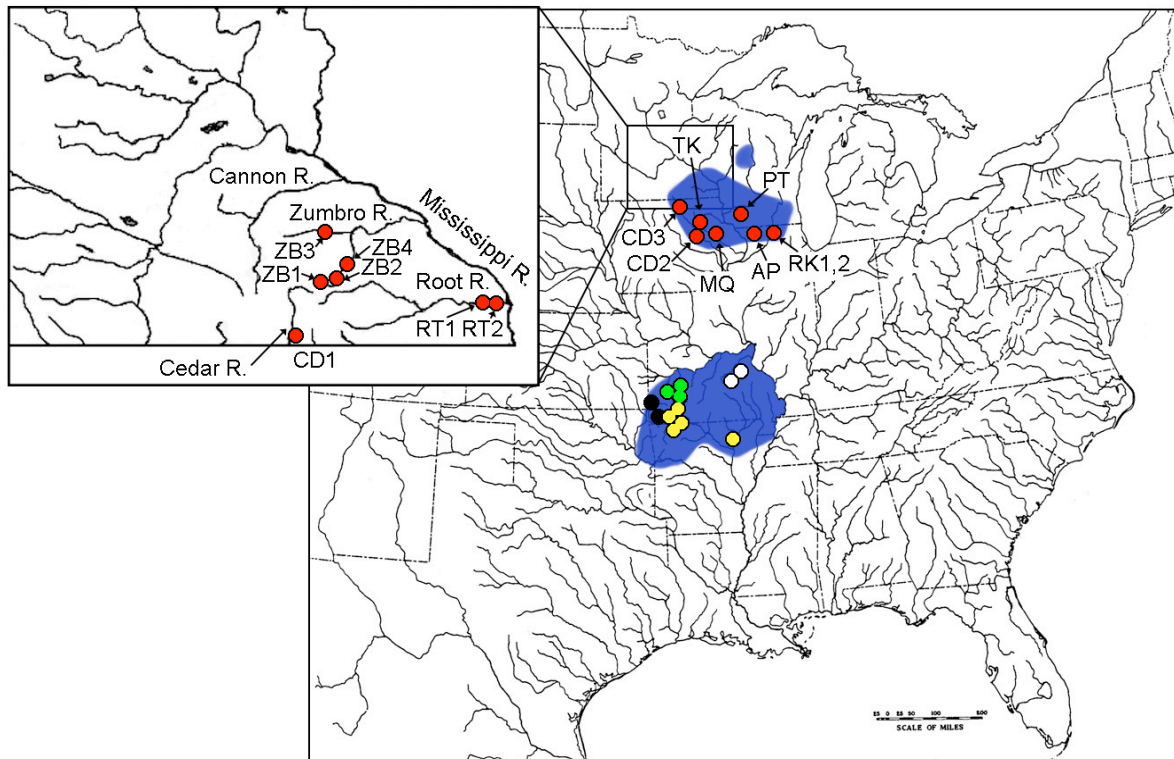 Cannon R.
Zumbro R.
Mississippi R.
ZB3
ZB4
ZB1
ZB2
Root R.
RT1 RT2
Cedar R.
CD1
TK
PT
CD3
CD2
MQ
AP
RK1,2
SCALE OF MILES